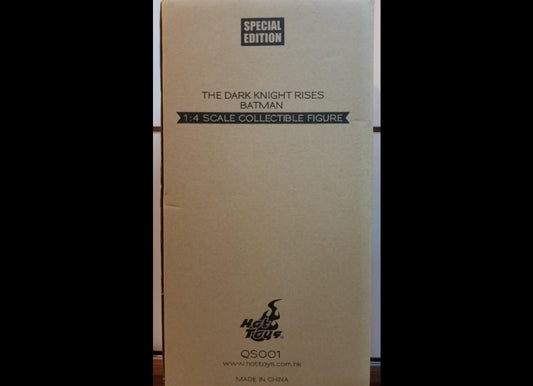 SPECIAL
EDITION
THE DARK KNIGHT RISES
BATMAN
1:4 SCALE COLLECTIBLE FIGURE
Hot
Toys®
QS001
www.hottoys.com.hk
MADE IN CHINA